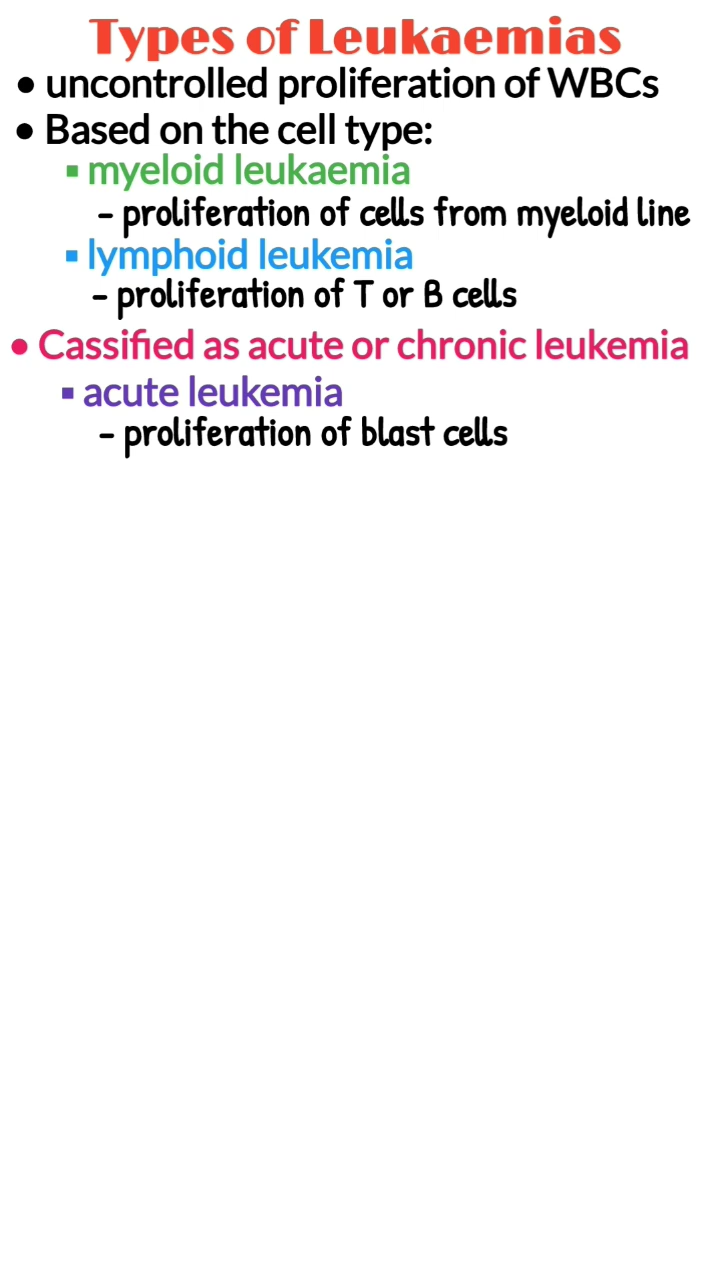 Types of Leukaemias
• uncontrolled proliferation of WBCs
• Based on the cell type:
▪ myeloid leukaemia
- proliferation of cells from myeloid line
▪ lymphoid leukemia
- proliferation of T or B cells
• Cassified as acute or chronic leukemia
▪ acute leukemia
- proliferation of blast cells